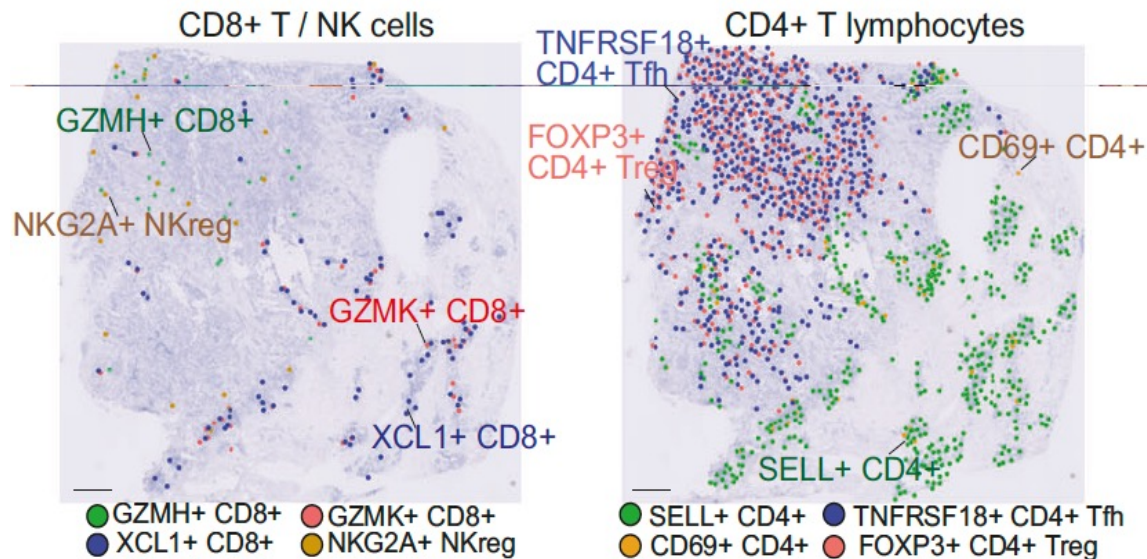 CD8+ T / NK cells
GZMH+ CD8+
NKG2A+ NKreg
GZMK+ CD8+
XCL1+ CD8+
GZMH+ CD8+
GZMK+ CD8+
XCL1+ CD8+
NKG2A+ NKreg
CD4+ T lymphocytes
TNFRSF18+
CD4+ Tfh
FOXP3+
CD4+ Treg
CD69+ CD4+
SELL+ CD4+
SELL+ CD4+
TNFRSF18+ CD4+ Tfh
CD69+ CD4+
FOXP3+ CD4+ Treg